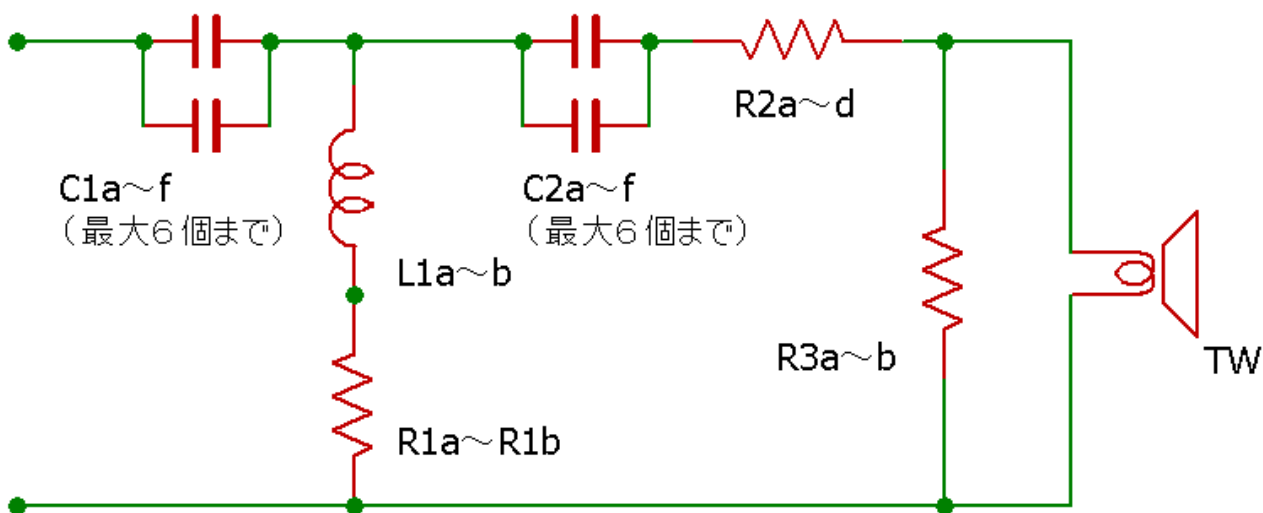 R2a～d
C1a～f
（最大６個まで）
C2a～f
（最大６個まで）
L1a～b
R3a～b
TW
R1a～R1b